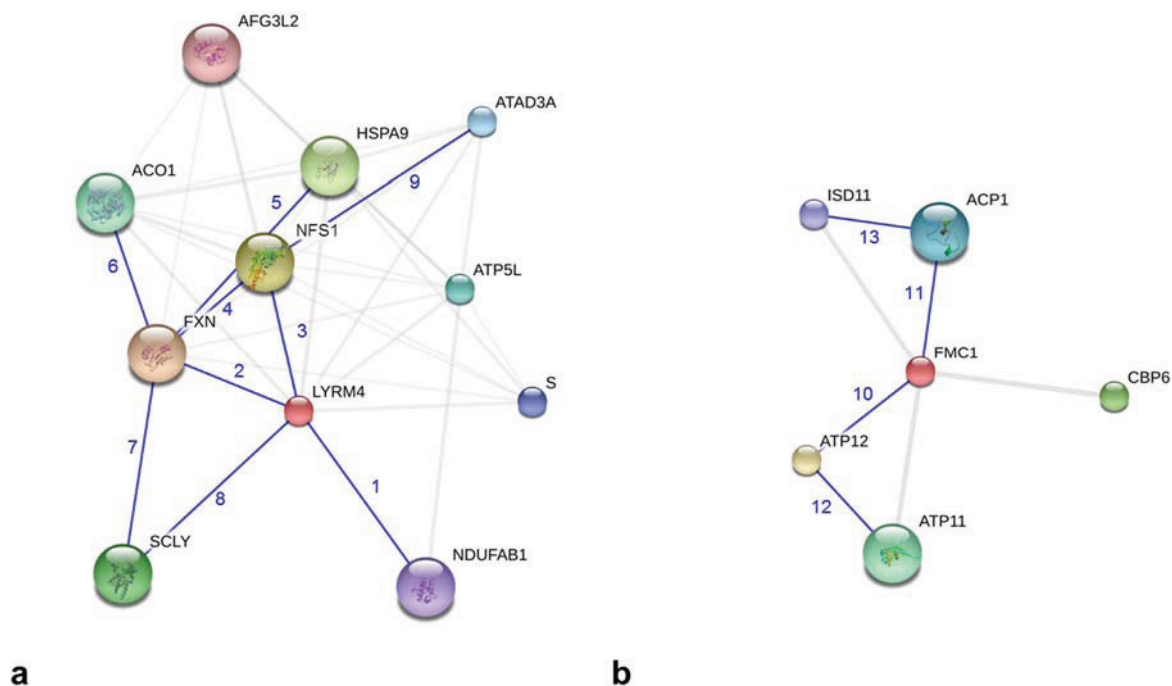 AFG3L2
ATAD3A
HSPA9
9
ACO1
5
NFS1
6
ATP5L
4
FXN
3
2
S
LYRM4
7
1
8
SCLY
NDUFAB1
a
ISD11
ACP1
13
11
FMC1
CBP6
10
ATP12
12
ATP11
b